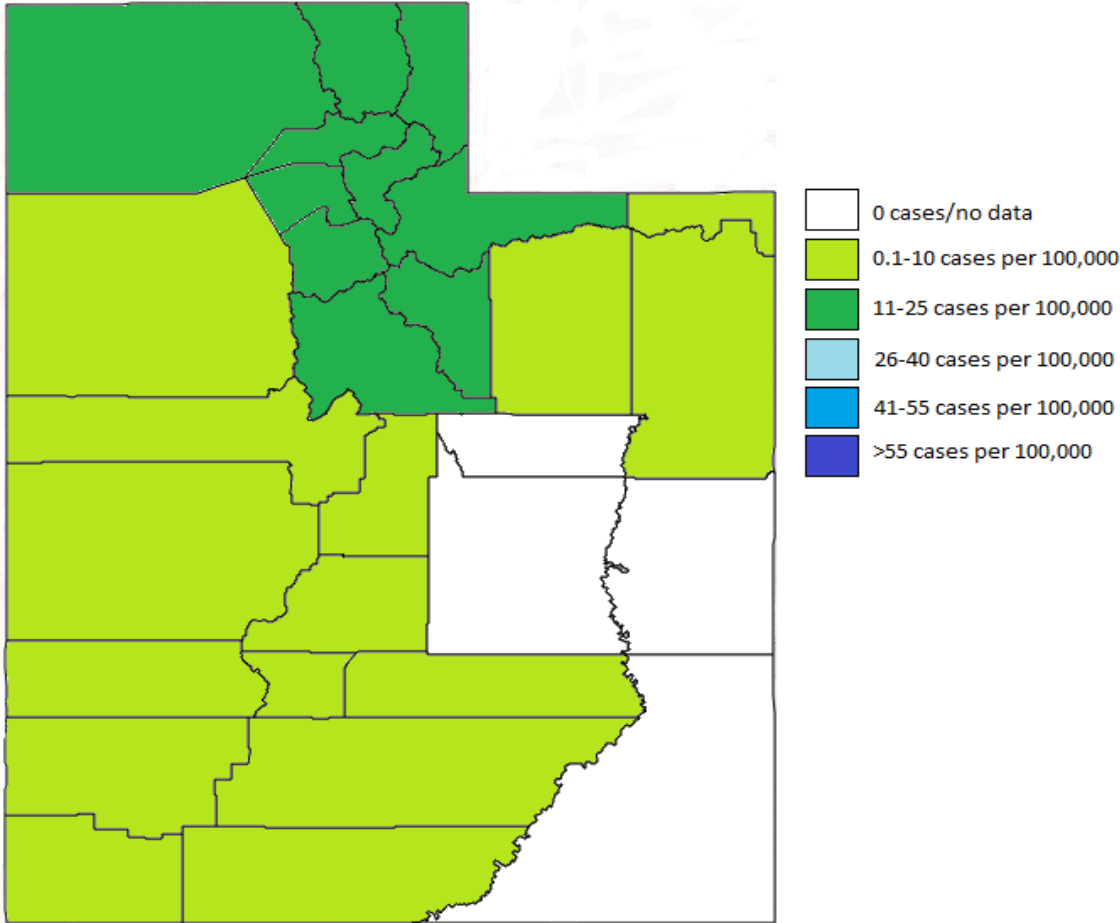 0 cases/no data
0.1-10 cases per 100,000
11-25 cases per 100,000
26-40 cases per 100,000
41-55 cases per 100,000
>55 cases per 100,000